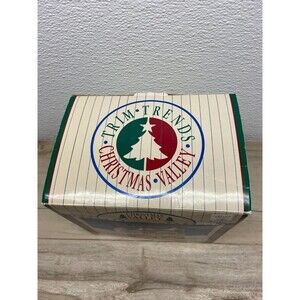 • TRIM • TRENDS •
CHRISTMAS • VALLEY